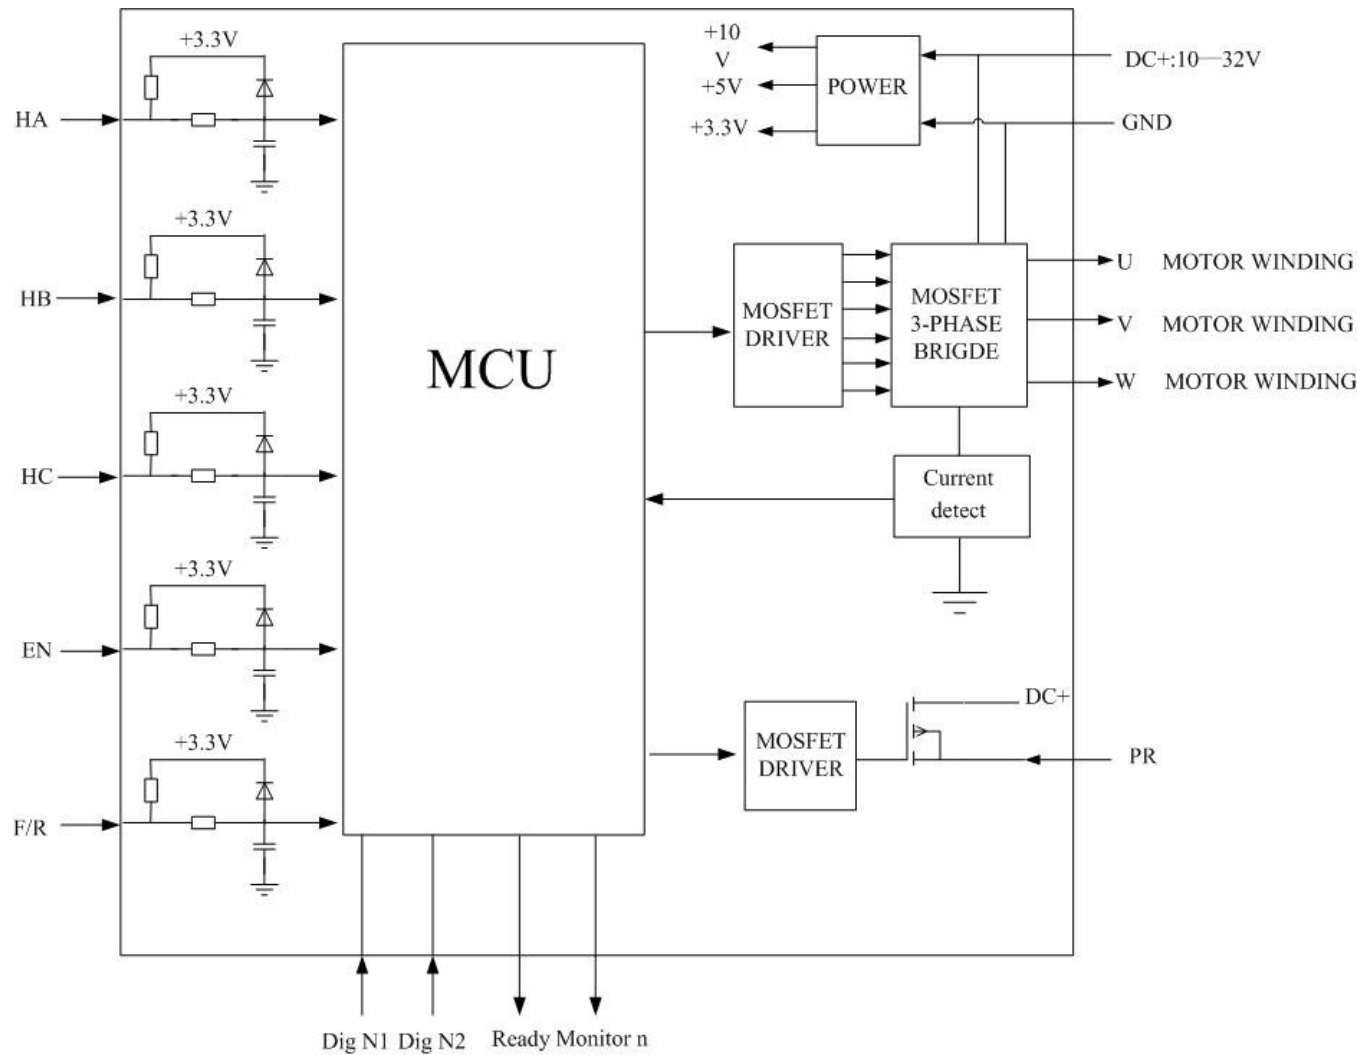 +3.3V
HA
+3.3V
HB
+3.3V
HC
+3.3V
EN
+3.3V
F/R
MCU
+10
V
+5V
+3.3V
POWER
DC+:10—32V
GND
MOSFET
DRIVER
MOSFET
3-PHASE
BRIGDE
U MOTOR WINDING
V MOTOR WINDING
W MOTOR WINDING
Current
detect
MOSFET
DRIVER
DC+
PR
Dig N1 Dig N2 Ready Monitor n